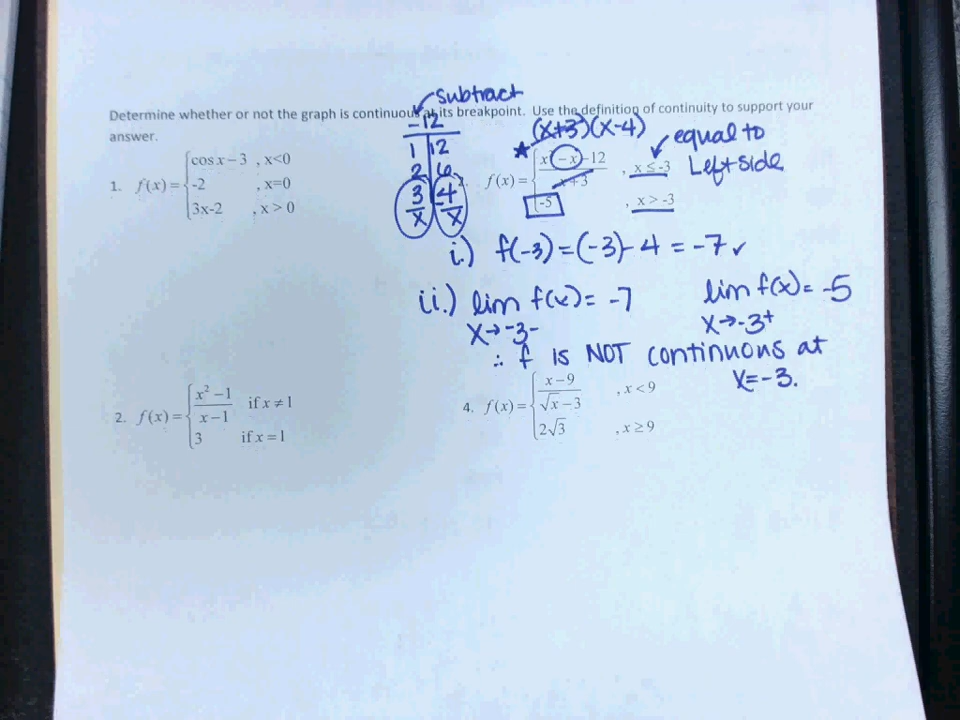 subtract
Determine whether or not the graph is continuous at its breakpoint. Use the definition of continuity to support your
answer.
-12
1 | 12
2 | 6
3 | -4
x | x
(x+3)(x-4)
equal to
Left side
1. f(x) = { cos x - 3 , x<0
-2 , x=0
3x-2 , x > 0
★ f(x) = { x² - x - 12 / x+3 , x ≤ -3
-5 , x > -3
i.) f(-3) = (-3) - 4 = -7 ✓
ii.) lim f(x) = -7 lim f(x) = -5
x→-3- x→-3+
∴ f is NOT continuous at
x=-3.
2. f(x) = { x² - 1 / x - 1 if x ≠ 1
3 if x = 1
4. f(x) = { x - 9 / √x - 3 , x < 9
2√3 , x ≥ 9